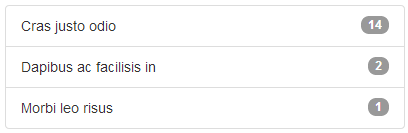 Cras justo odio 14
Dapibus ac facilisis in 2
Morbi leo risus 1